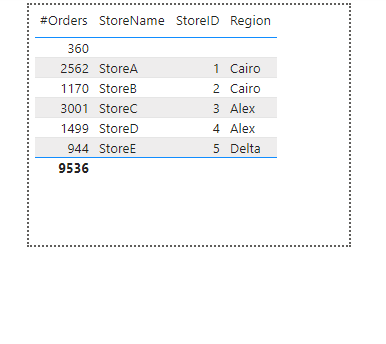 #Orders StoreName StoreID Region
360
2562 StoreA 1 Cairo
1170 StoreB 2 Cairo
3001 StoreC 3 Alex
1499 StoreD 4 Alex
944 StoreE 5 Delta
9536